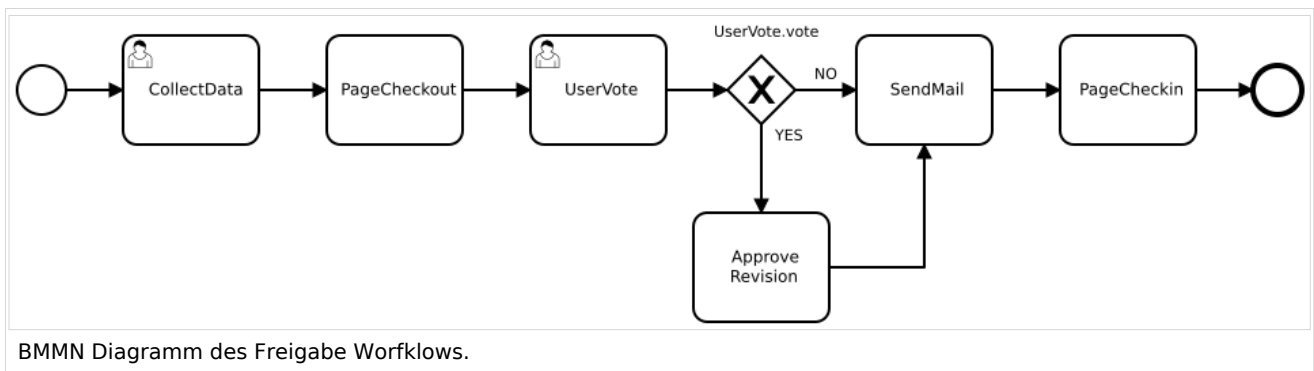 UserVote.vote
CollectData
PageCheckout
UserVote
NO
SendMail
PageCheckin
YES
Approve
Revision
BMMN Diagramm des Freigabe Worfklows.